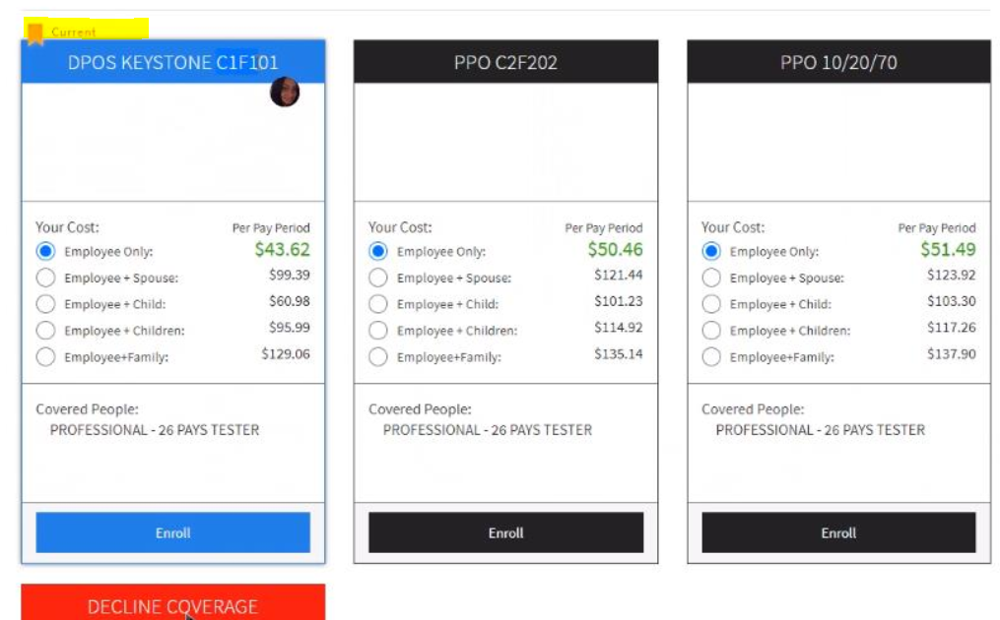 Current
DPOS KEYSTONE C1F101
Your Cost: Per Pay Period
Employee Only: $43.62
Employee + Spouse: $99.39
Employee + Child: $60.98
Employee + Children: $95.99
Employee+Family: $129.06
Covered People:
PROFESSIONAL - 26 PAYS TESTER
Enroll
PPO C2F202
Your Cost: Per Pay Period
Employee Only: $50.46
Employee + Spouse: $121.44
Employee + Child: $101.23
Employee + Children: $114.92
Employee+Family: $135.14
Covered People:
PROFESSIONAL - 26 PAYS TESTER
Enroll
PPO 10/20/70
Your Cost: Per Pay Period
Employee Only: $51.49
Employee + Spouse: $123.92
Employee + Child: $103.30
Employee + Children: $117.26
Employee+Family: $137.90
Covered People:
PROFESSIONAL - 26 PAYS TESTER
Enroll
DECLINE COVERAGE